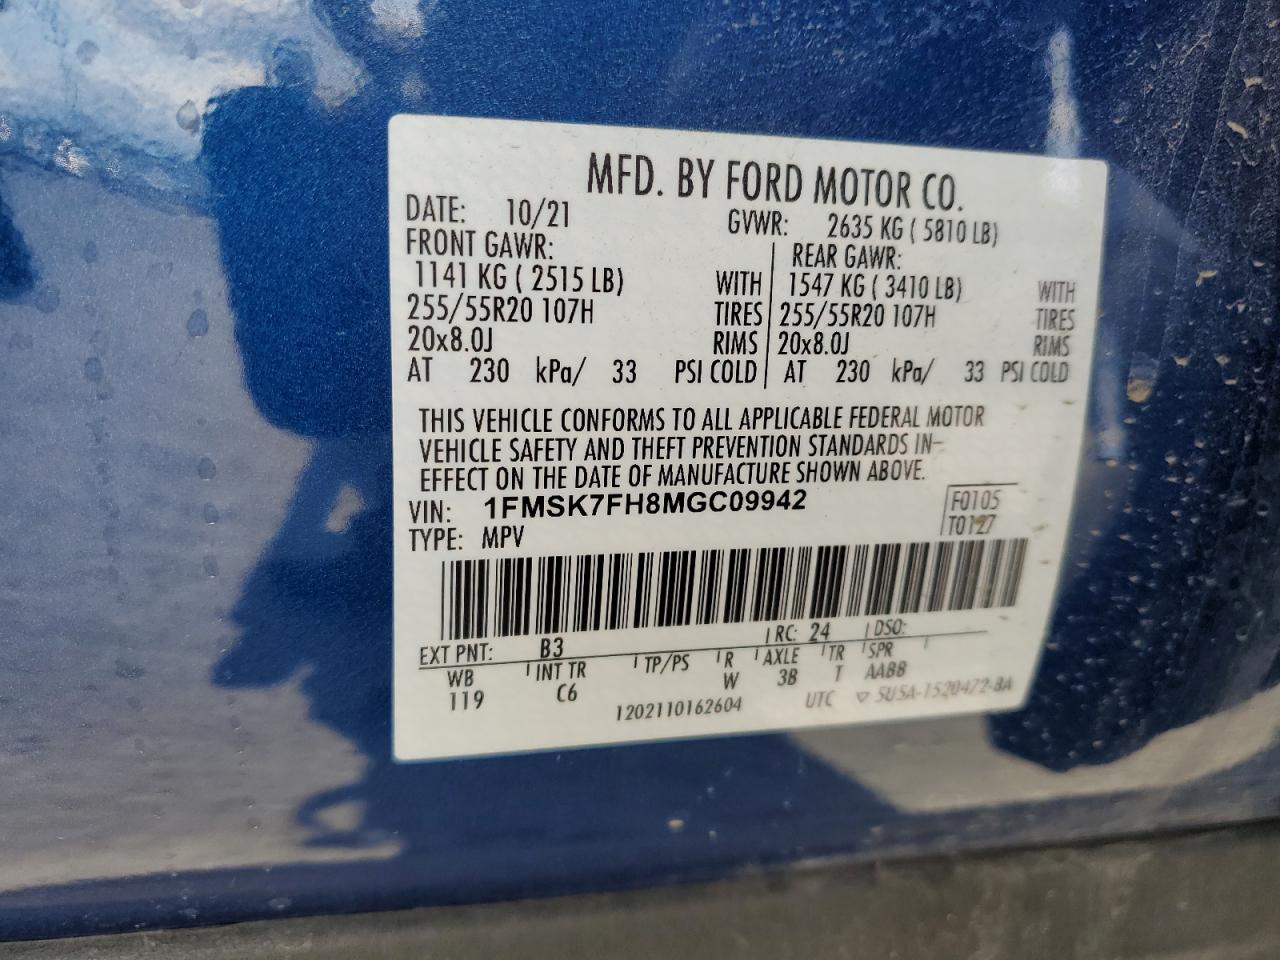 MFD. BY FORD MOTOR CO.
DATE: 10/21 GVWR: 2635 KG ( 5810 LB)
FRONT GAWR: REAR GAWR:
1141 KG ( 2515 LB) WITH 1547 KG ( 3410 LB) WITH
255/55R20 107H TIRES 255/55R20 107H TIRES
20x8.0J RIMS 20x8.0J RIMS
AT 230 kPa/ 33 PSI COLD AT 230 kPa/ 33 PSI COLD
THIS VEHICLE CONFORMS TO ALL APPLICABLE FEDERAL MOTOR
VEHICLE SAFETY AND THEFT PREVENTION STANDARDS IN-
EFFECT ON THE DATE OF MANUFACTURE SHOWN ABOVE.
VIN: 1FMSK7FH8MGC09942 F0105
TYPE: MPV T0127
EXT PNT: B3 RC: 24 DSO:
WB INT TR TP/PS R AXLE TR SPR
119 C6 W 3B T AABB
1202110162604 UTC ▽ SU5A-1520472-BA